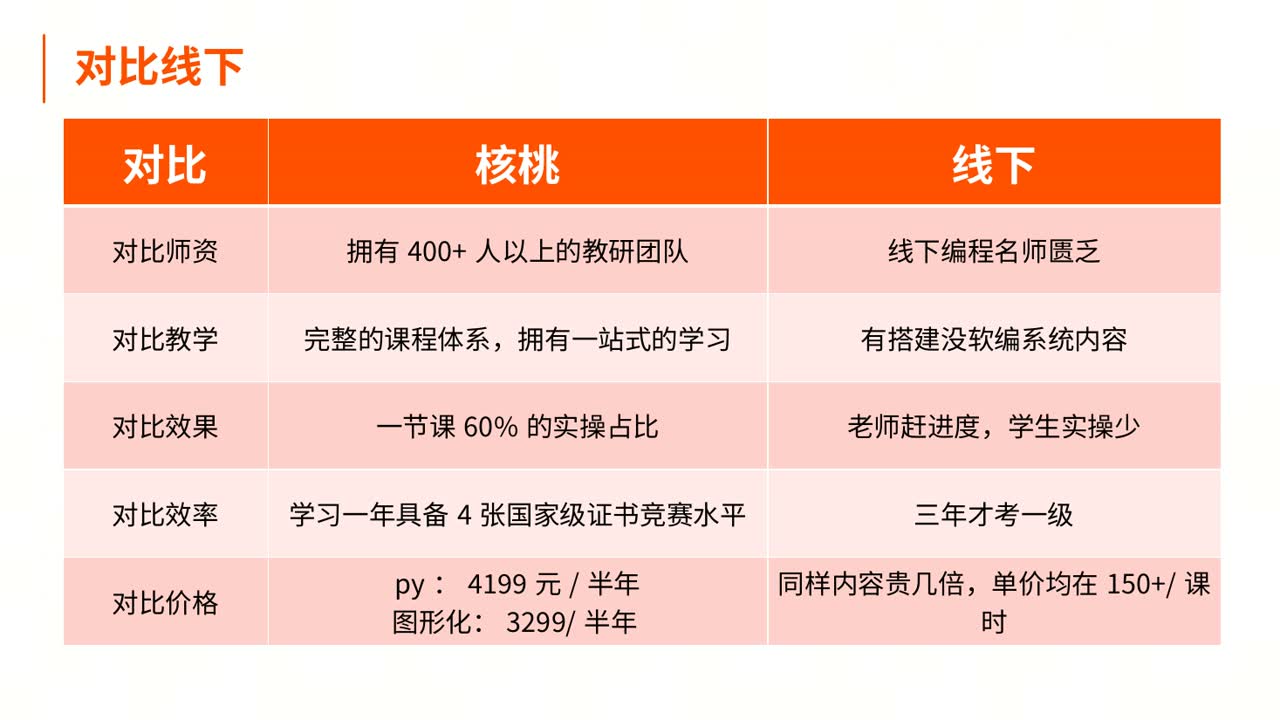 对比线下
对比 核桃 线下
对比师资 拥有 400+ 人以上的教研团队 线下编程名师匮乏
对比教学 完整的课程体系，拥有一站式的学习 有搭建没软编系统内容
对比效果 一节课 60% 的实操占比 老师赶进度，学生实操少
对比效率 学习一年具备 4 张国家级证书竞赛水平 三年才考一级
对比价格
py ： 4199 元 / 半年
图形化： 3299/ 半年
同样内容贵几倍，单价均在 150+/ 课
时